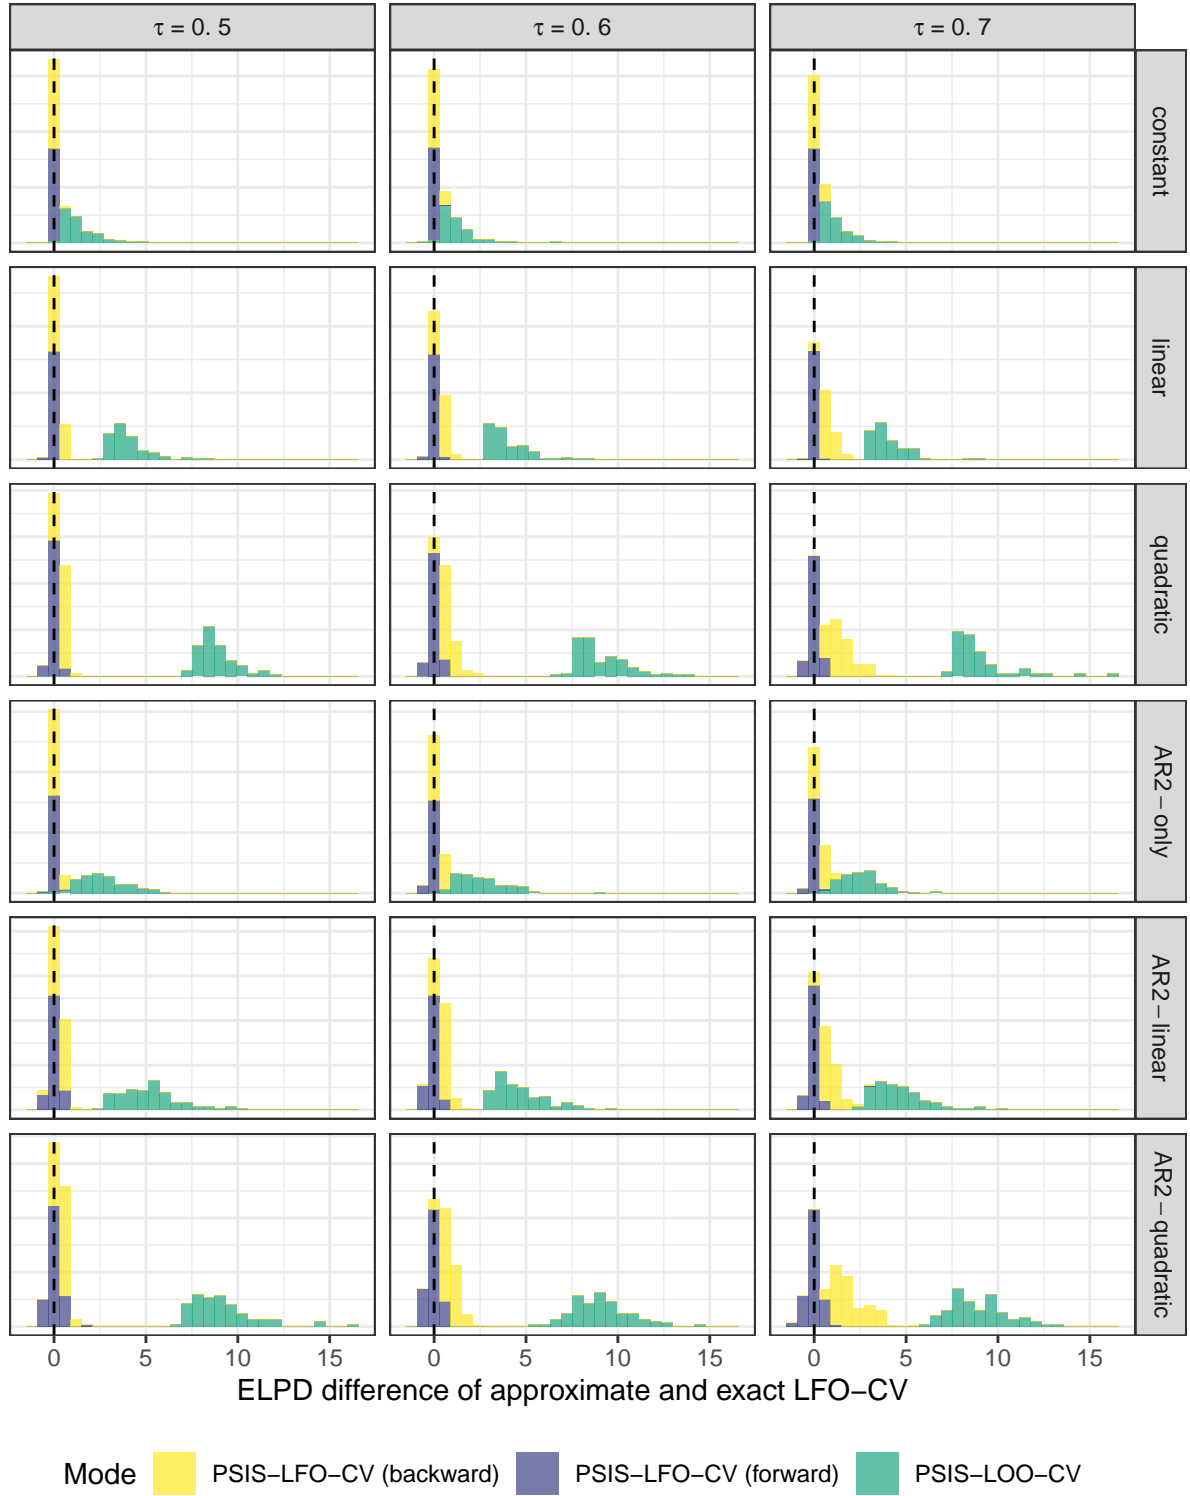 τ = 0. 5
τ = 0. 6
τ = 0. 7
constant
linear
quadratic
AR2−only
AR2−linear
AR2−quadratic
0 5 10 15 0 5 10 15 0 5 10 15
ELPD difference of approximate and exact LFO−CV
Mode PSIS−LFO−CV (backward) PSIS−LFO−CV (forward) PSIS−LOO−CV